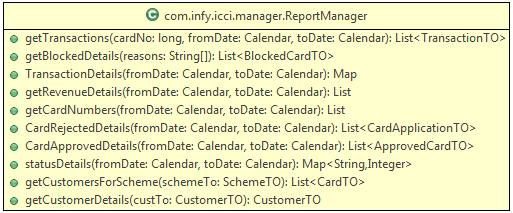 com.infy.icci.manager.ReportManager
getTransactions(cardNo: long, fromDate: Calendar, toDate: Calendar): List<TransactionTO>
getBlockedDetails(reasons: String[]): List<BlockedCardTO>
TransactionDetails(fromDate: Calendar, toDate: Calendar): Map
getRevenueDetails(fromDate: Calendar, toDate: Calendar): List
getCardNumbers(fromDate: Calendar, toDate: Calendar): List
CardRejectedDetails(fromDate: Calendar, toDate: Calendar): List<CardApplicationTO>
CardApprovedDetails(fromDate: Calendar, toDate: Calendar): List<ApprovedCardTO>
statusDetails(fromDate: Calendar, toDate: Calendar): Map<String,Integer>
getCustomersForScheme(schemeTo: SchemeTO): List<CardTO>
getCustomerDetails(custTo: CustomerTO): CustomerTO